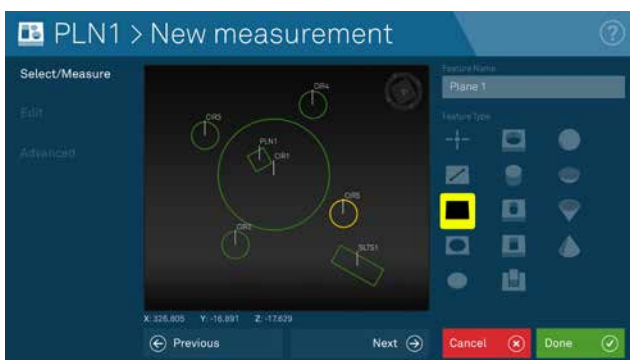 PLN1 > New measurement
?
Select/Measure
Edit
Advanced
Feature Name
Plane 1
Feature Type
CIR4
CIR3
PLN1
CIR1
CIR5
CIR2
SLTS1
X: 326.805 Y: -16.891 Z: -17.629
Previous
Next
Cancel
Done